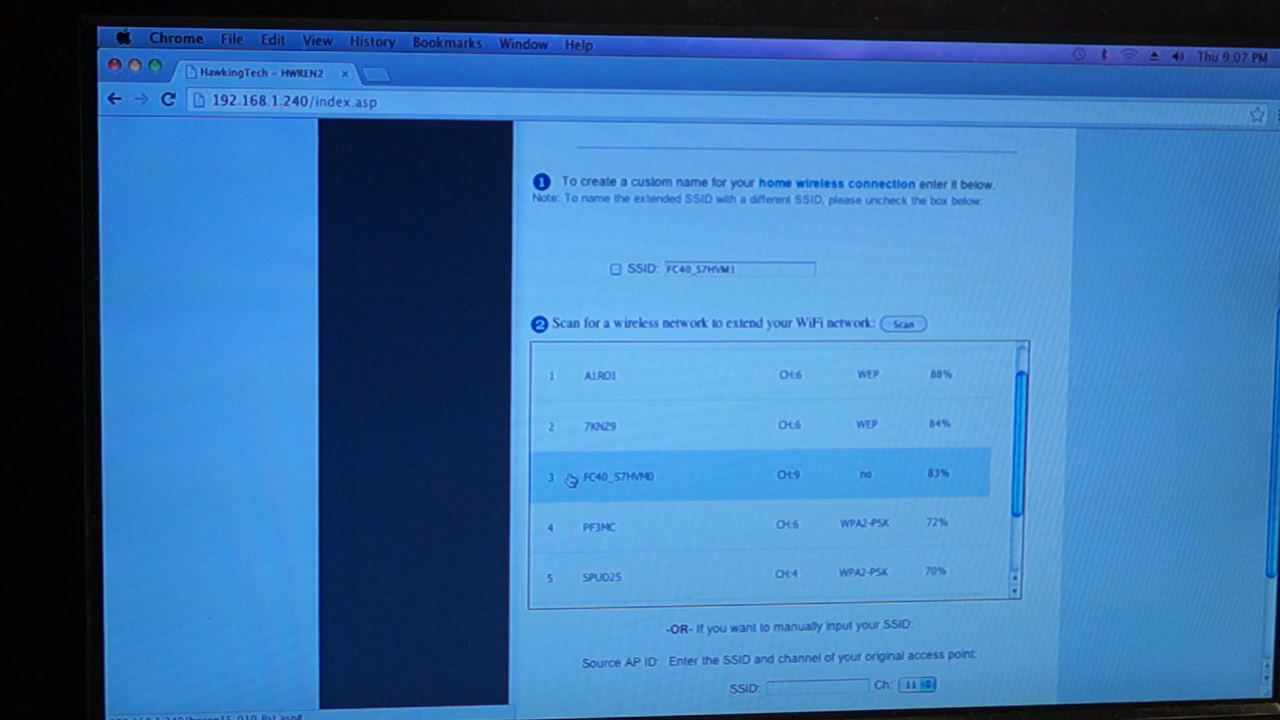 Chrome File Edit View History Bookmarks Window Help Thu 9:07 PM
HawkingTech - HWREN2 ×
192.168.1.240/index.asp
1 To create a custom name for your home wireless connection enter it below.
Note: To name the extended SSID with a different SSID, please uncheck the box below:
SSID: FC40_57HVM1
2 Scan for a wireless network to extend your WiFi network: Scan
1 A1RO1 CH:6 WEP 88%
2 7KNZ9 CH:6 WEP 84%
3 FC40_57HVM0 CH:9 no 83%
4 PF3MC CH:6 WPA2-PSK 72%
5 SPUD25 CH:4 WPA2-PSK 70%
-OR- If you want to manually input your SSID:
Source AP ID: Enter the SSID and channel of your original access point:
SSID: Ch: 11